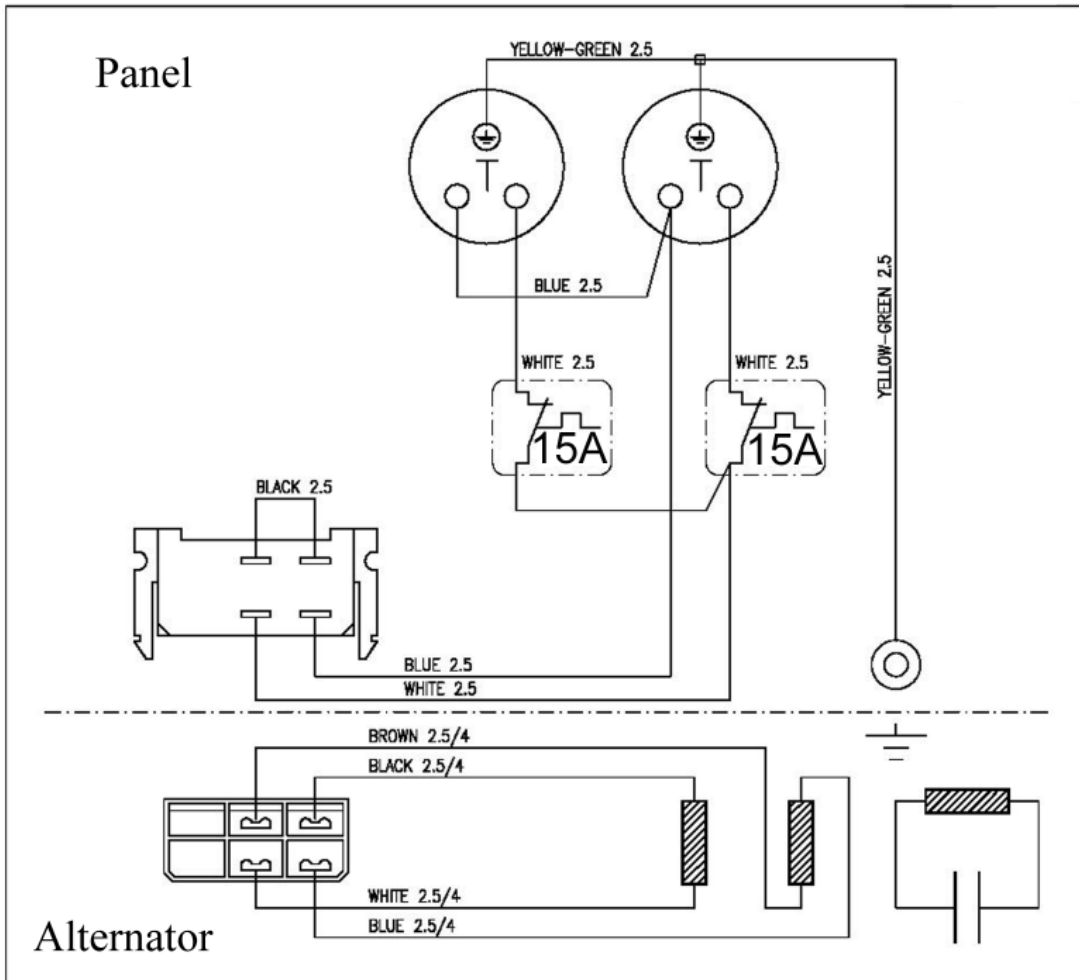 YELLOW-GREEN 2.5
Panel
BLUE 2.5
YELLOW-GREEN 2.5
WHITE 2.5
WHITE 2.5
15A
15A
BLACK 2.5
BLUE 2.5
WHITE 2.5
BROWN 2.5/4
BLACK 2.5/4
WHITE 2.5/4
BLUE 2.5/4
Alternator